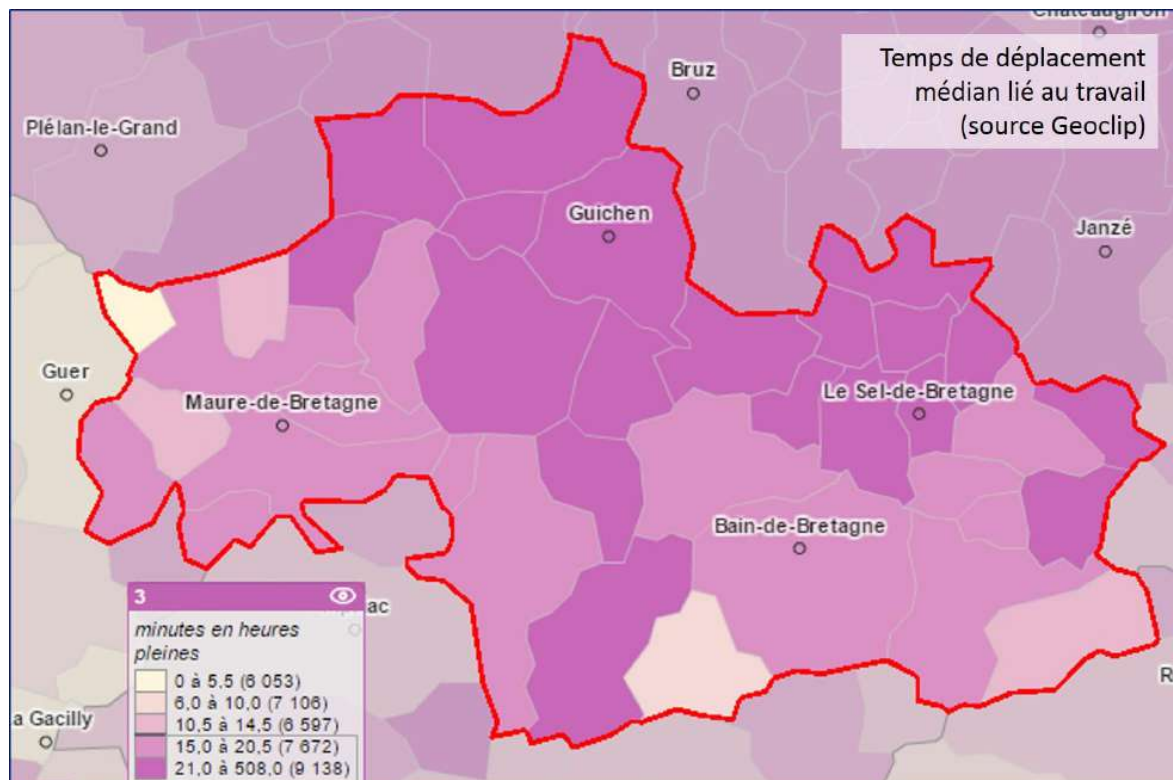 Temps de déplacement
médian lié au travail
(source Geoclip)
Bruz
Plélan-le-Grand
Guichen
Janzé
Guer
Maure-de-Bretagne
Le Sel-de-Bretagne
Bain-de-Bretagne
3
minutes en heures
pleines
0 à 5,5 (6 053)
6,0 à 10,0 (7 106)
10,5 à 14,5 (6 597)
15,0 à 20,5 (7 672)
21,0 à 508,0 (9 138)
ac
a Gacilly
R